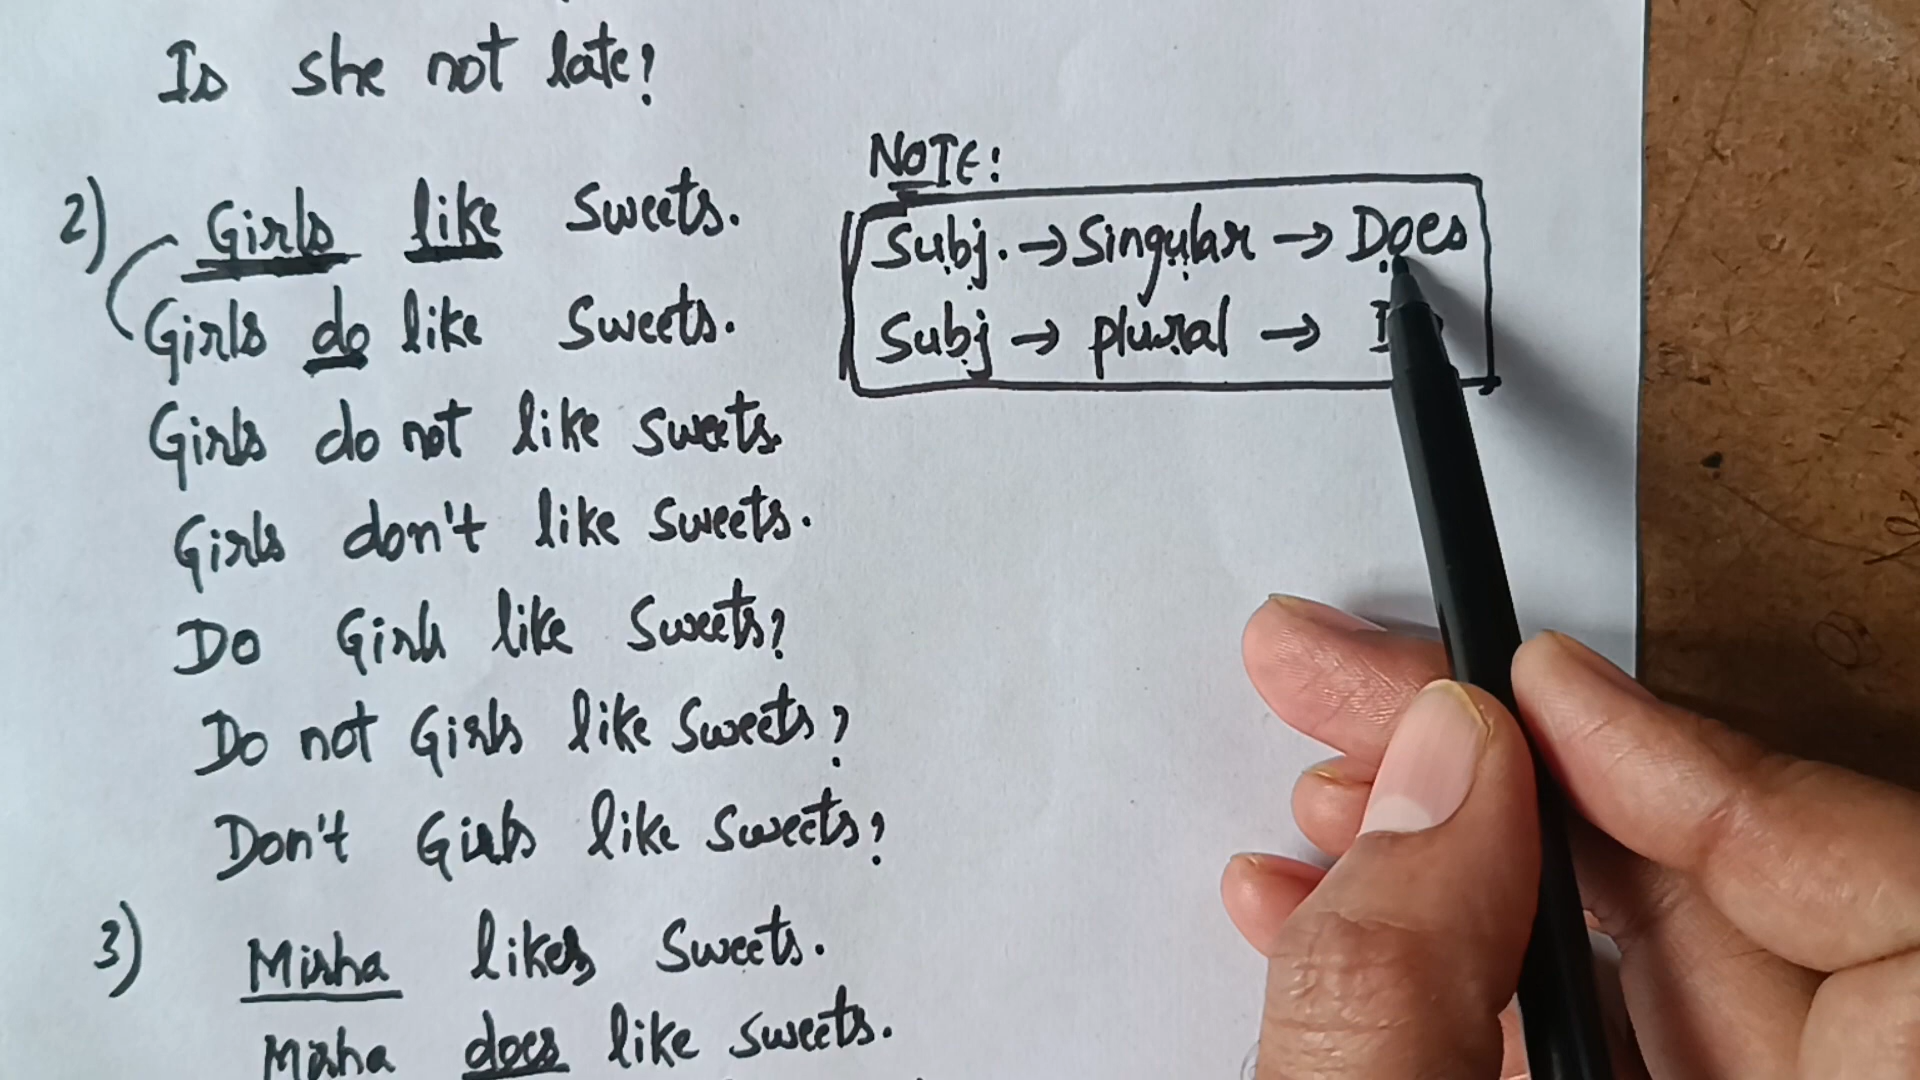 Is she not late?
NOTE:
Subj. → Singular → Does
Subj → plural →
2) Girls like Sweets.
Girls do like Sweets.
Girls do not like sweets.
Girls don't like sweets.
Do Girls like Sweets?
Do not Girls like Sweets?
Don't Girls like Sweets?
3) Misha likes Sweets.
Misha does like sweets.